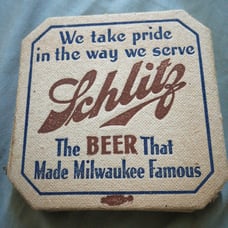 We take pride
in the way we serve
Schlitz
The BEER That
Made Milwaukee Famous